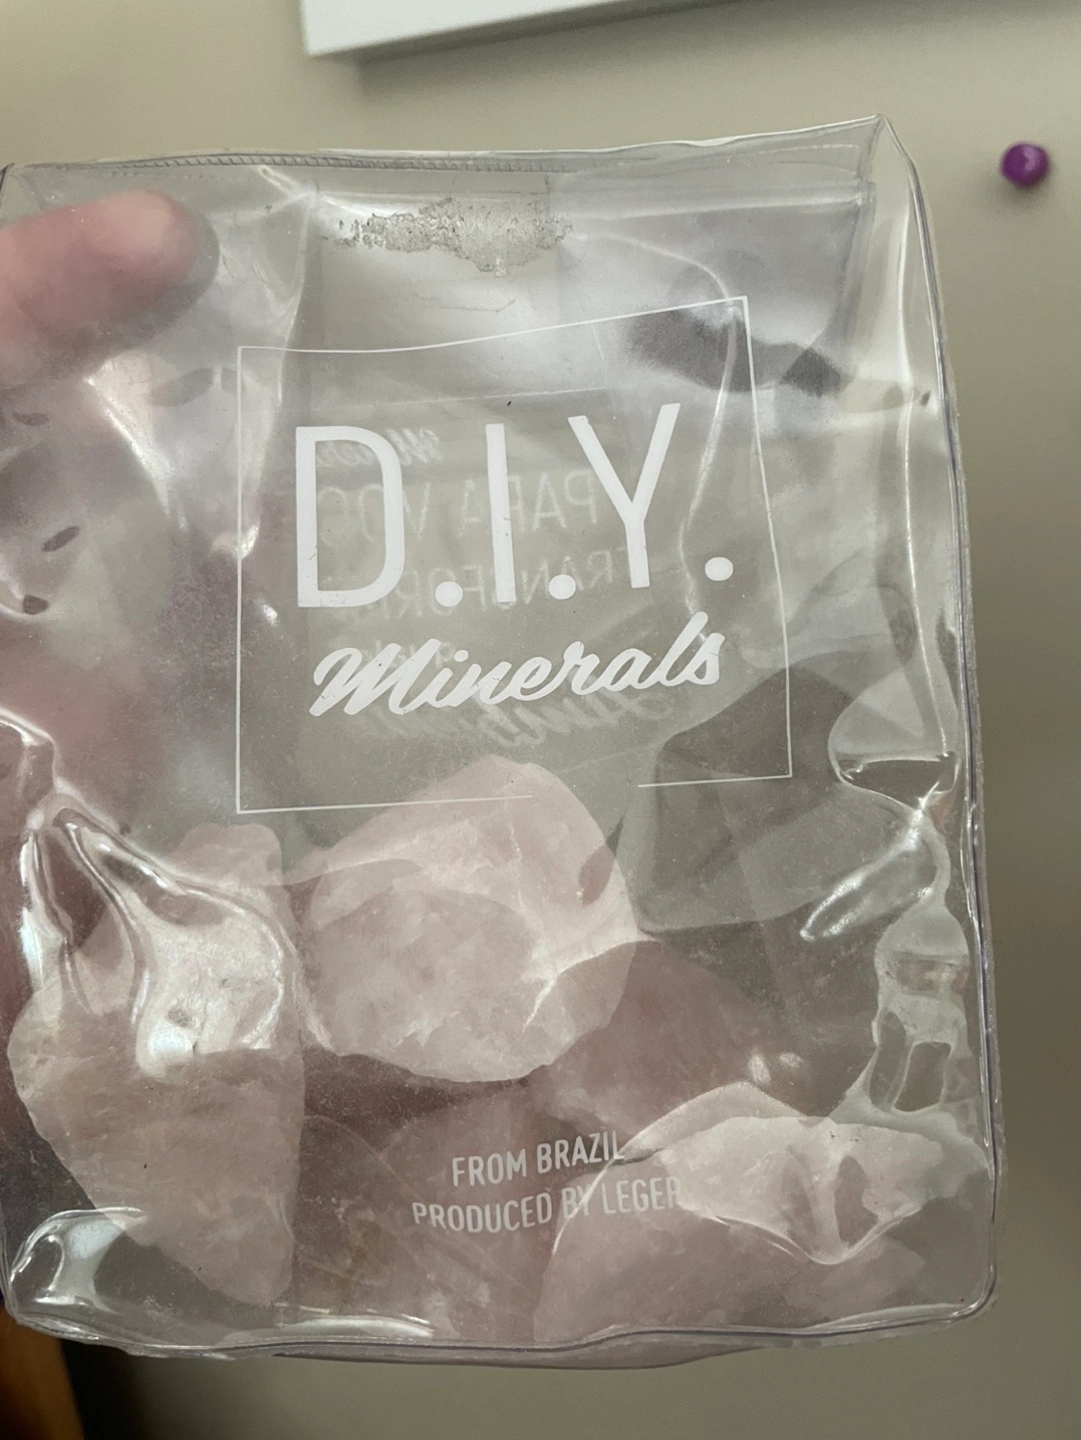 D.I.Y.
Minerals
FROM BRAZIL
PRODUCED BY LEGER